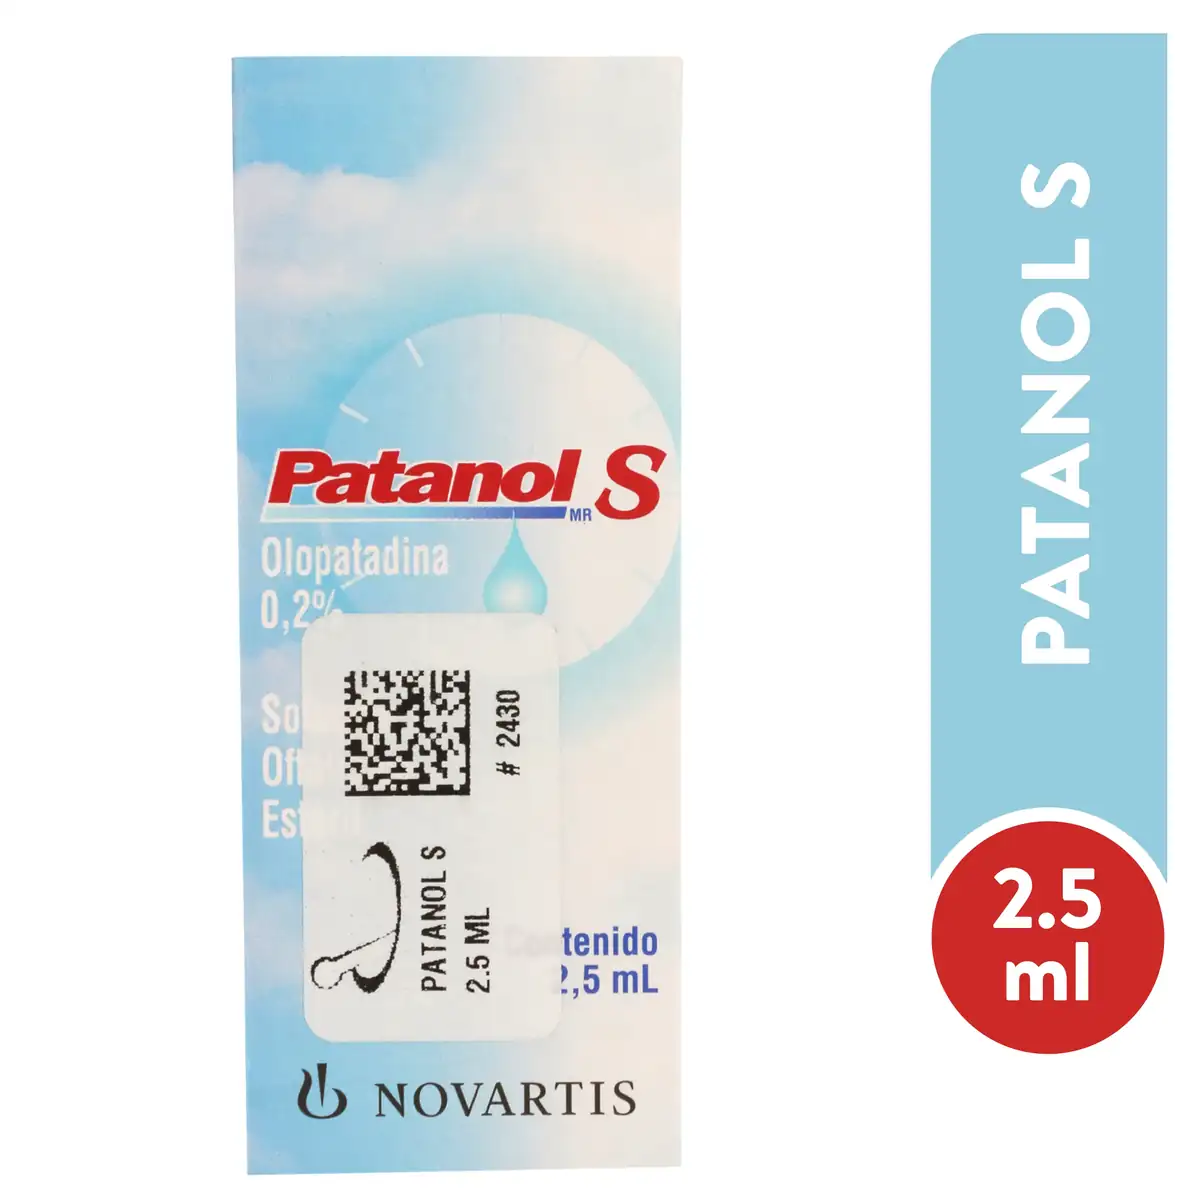 Patanol S
MR
Olopatadina
0,2%
# 2430
PATANOL S
2.5 ML
tenido
2,5 mL
NOVARTIS
PATANOL S
2.5
ml